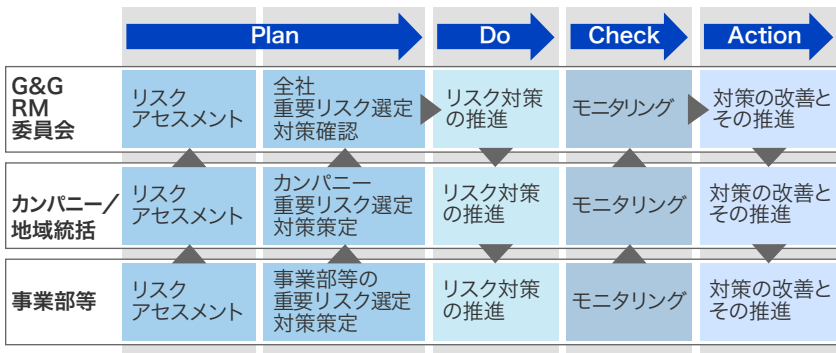 Plan
Do
Check
Action
G&G
RM
委員会
リスク
アセスメント
全社
重要リスク選定
対策確認
リスク対策
の推進
モニタリング
対策の改善と
その推進
カンパニー/
地域統括
リスク
アセスメント
カンパニー
重要リスク選定
対策策定
リスク対策
の推進
モニタリング
対策の改善と
その推進
事業部等
リスク
アセスメント
事業部等の
重要リスク選定
対策策定
リスク対策
の推進
モニタリング
対策の改善と
その推進